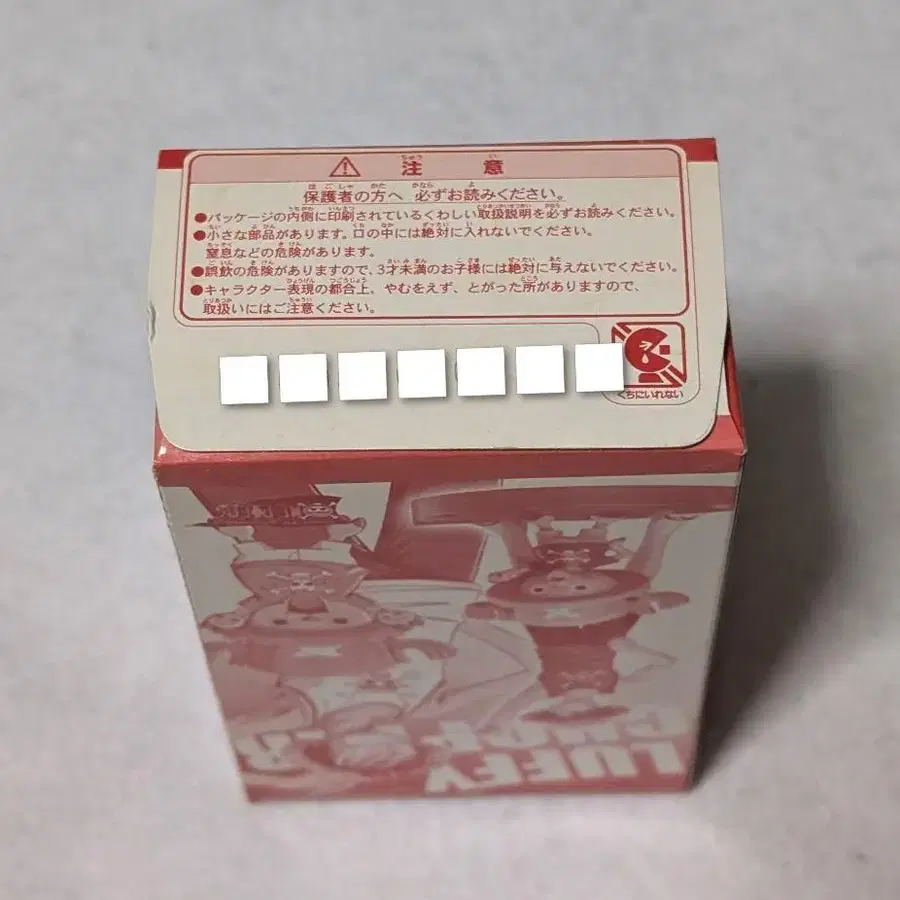 ⚠ 注意
保護者の方へ 必ずお読みください。
●パッケージの内側に印刷されているくわしい取扱説明を必ずお読みください。
●小さな部品があります。口の中には絶対に入れないでください。
窒息などの危険があります。
●誤飲の危険がありますので、3才未満のお子様には絶対に与えないでください。
●キャラクター表現の都合上、やむをえず、とがった所がありますので、
取扱いにはご注意ください。
くちにいれない
LUFFY